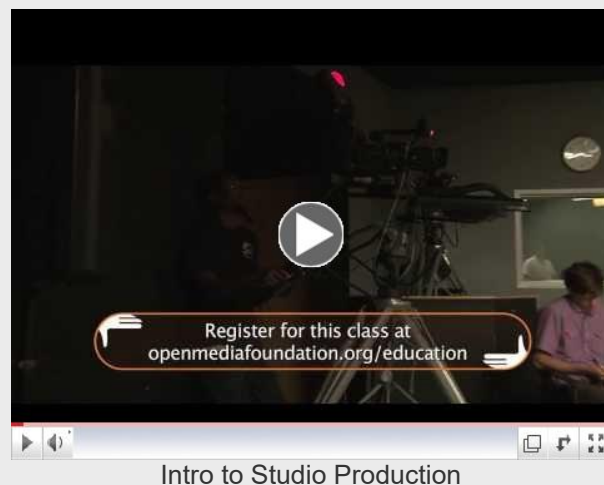 Register for this class at
openmediafoundation.org/education
Intro to Studio Production